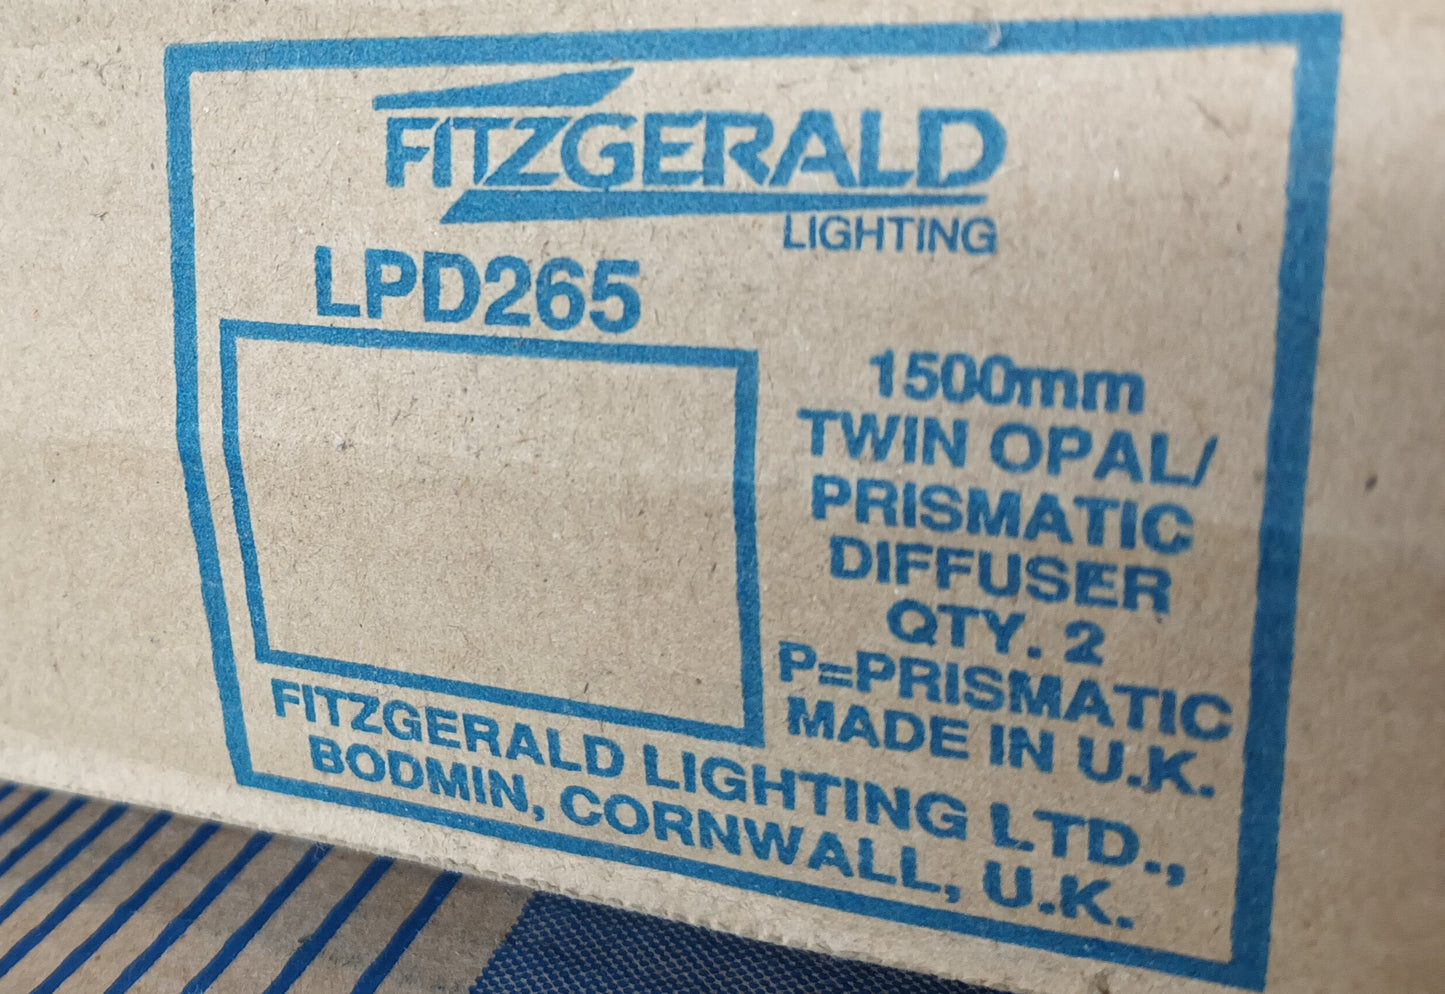 FITZGERALD
LIGHTING
LPD265
1500mm
TWIN OPAL/
PRISMATIC
DIFFUSER
QTY. 2
P=PRISMATIC
MADE IN U.K.
FITZGERALD LIGHTING LTD.,
BODMIN, CORNWALL, U.K.